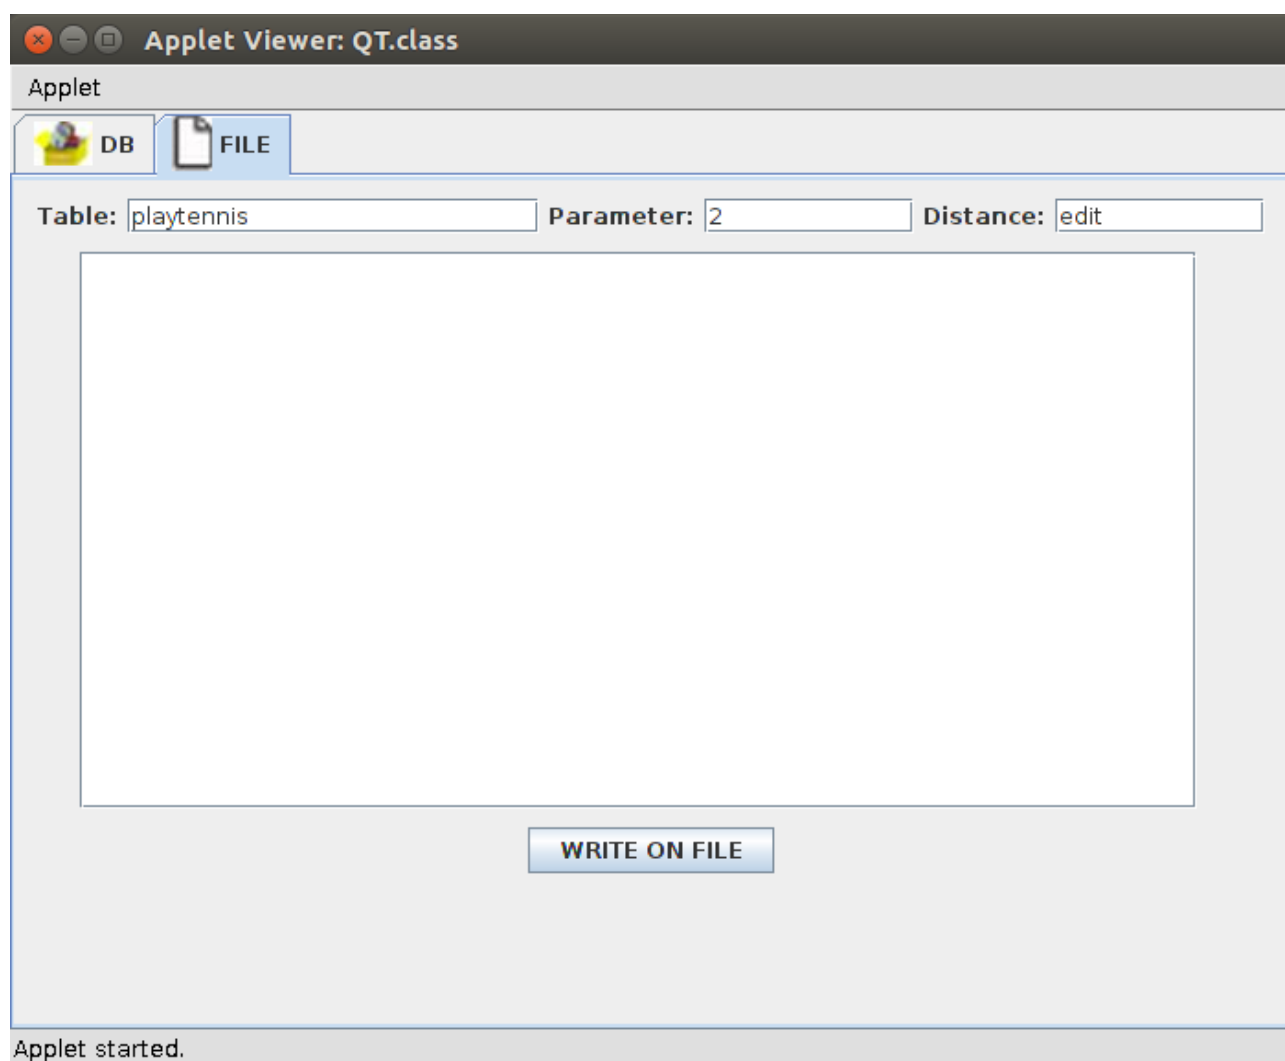 Applet Viewer: QT.class
Applet
DB FILE
Table: playtennis Parameter: 2 Distance: edit
WRITE ON FILE
Applet started.